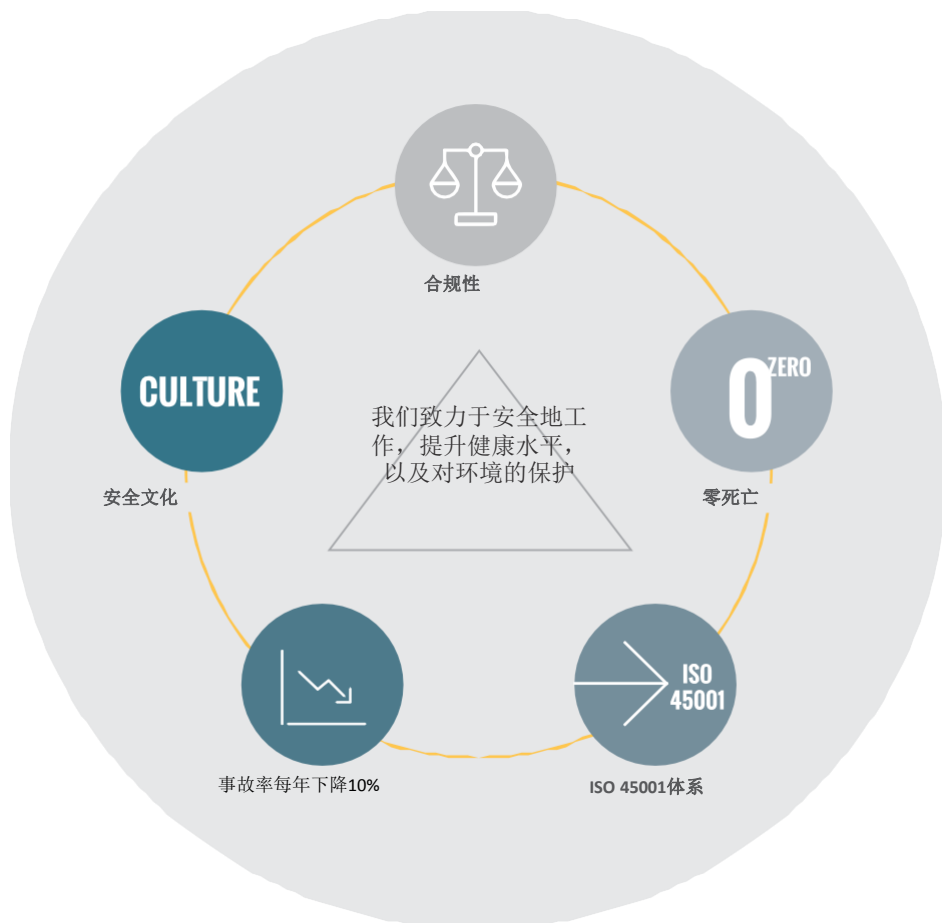 合规性
CULTURE
安全文化
0 ZERO
零死亡
我们致力于安全地工
作，提升健康水平，
以及对环境的保护
事故率每年下降10%
ISO
45001
ISO 45001体系